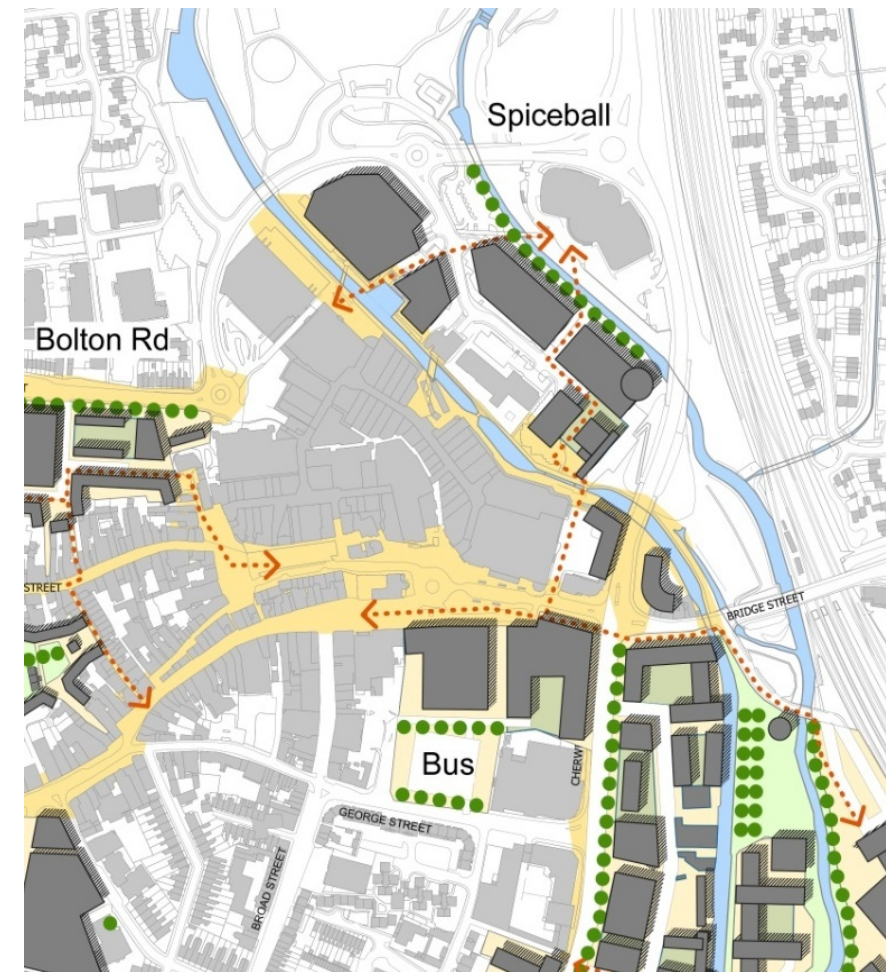 Spiceball
Bolton Rd
T
STREET
BRIDGE STREET
Bus
CHERW
GEORGE STREET
BROAD STREET